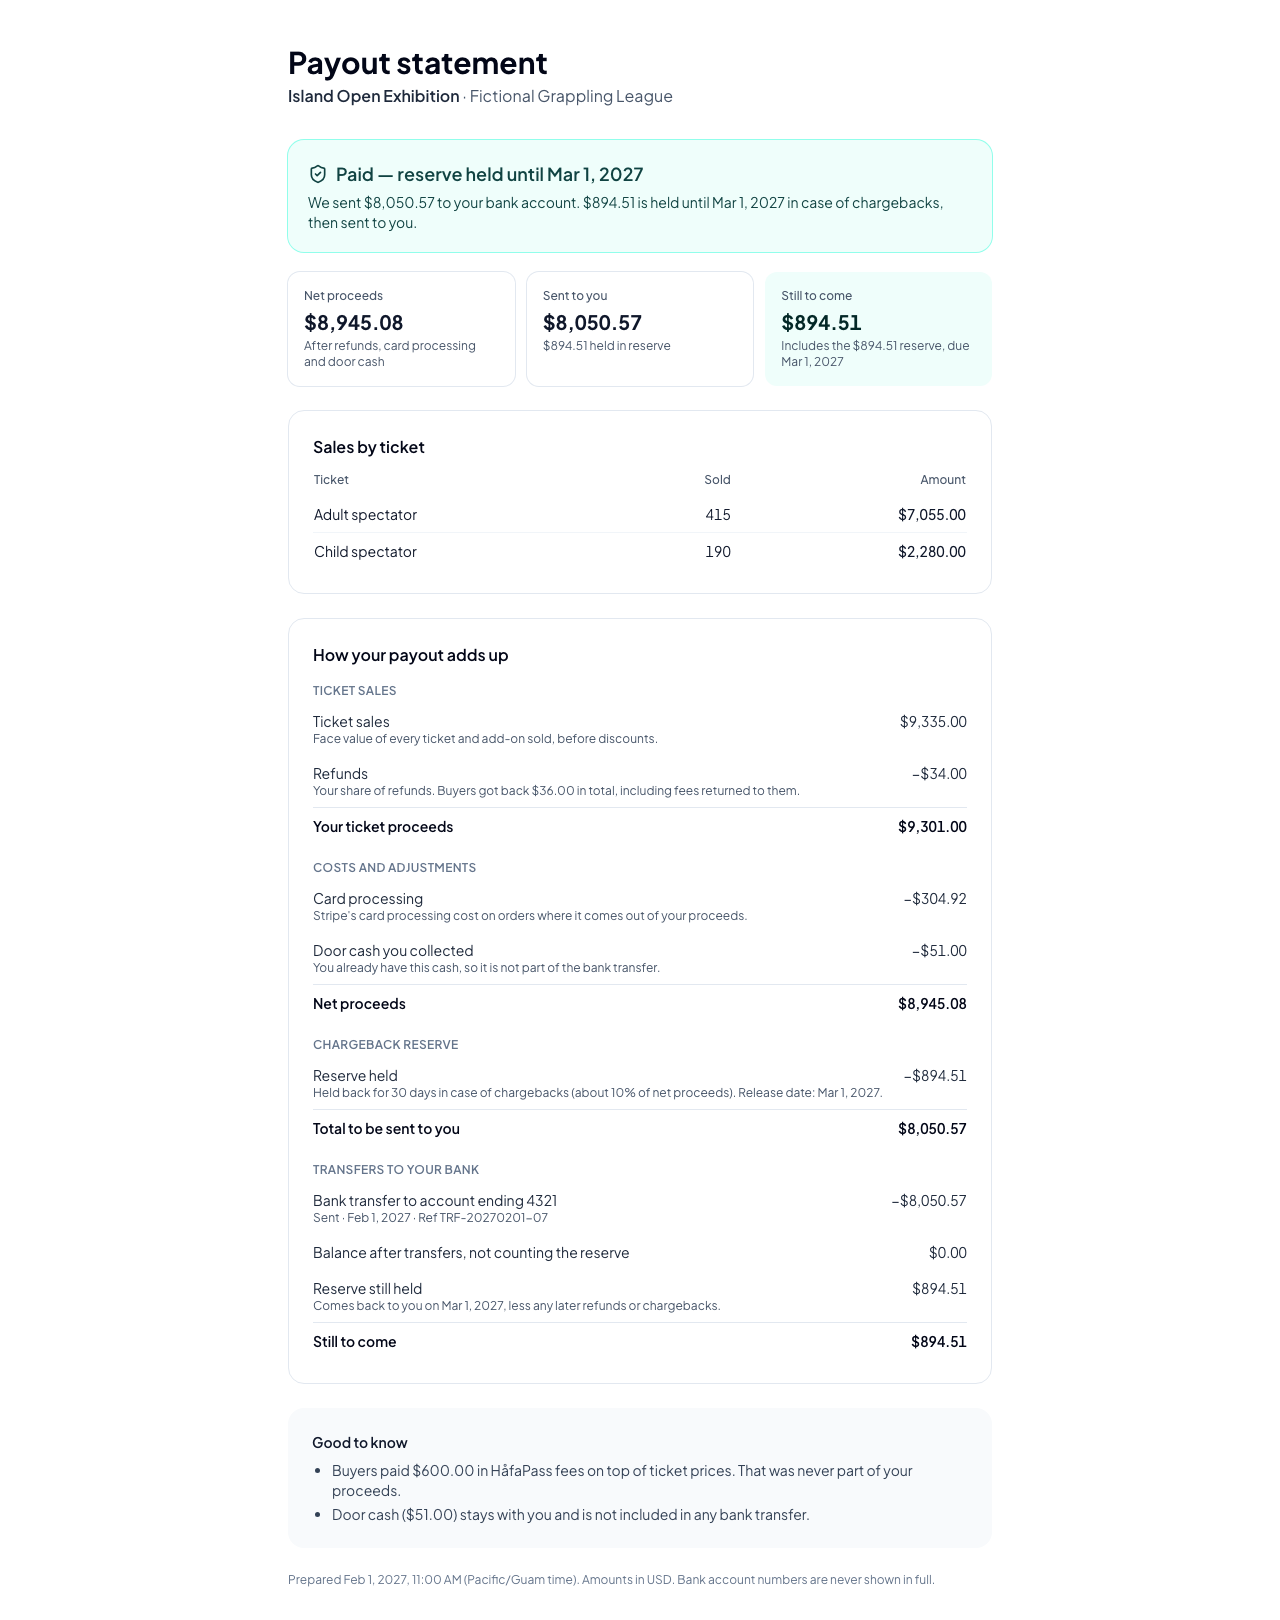 Payout statement
Island Open Exhibition · Fictional Grappling League
Paid — reserve held until Mar 1, 2027
We sent $8,050.57 to your bank account. $894.51 is held until Mar 1, 2027 in case of chargebacks,
then sent to you.
Net proceeds
$8,945.08
After refunds, card processing
and door cash
Sent to you
$8,050.57
$894.51 held in reserve
Still to come
$894.51
Includes the $894.51 reserve, due
Mar 1, 2027
Sales by ticket
Ticket Sold Amount
Adult spectator 415 $7,055.00
Child spectator 190 $2,280.00
How your payout adds up
TICKET SALES
Ticket sales $9,335.00
Face value of every ticket and add-on sold, before discounts.
Refunds −$34.00
Your share of refunds. Buyers got back $36.00 in total, including fees returned to them.
Your ticket proceeds $9,301.00
COSTS AND ADJUSTMENTS
Card processing −$304.92
Stripe's card processing cost on orders where it comes out of your proceeds.
Door cash you collected −$51.00
You already have this cash, so it is not part of the bank transfer.
Net proceeds $8,945.08
CHARGEBACK RESERVE
Reserve held −$894.51
Held back for 30 days in case of chargebacks (about 10% of net proceeds). Release date: Mar 1, 2027.
Total to be sent to you $8,050.57
TRANSFERS TO YOUR BANK
Bank transfer to account ending 4321 −$8,050.57
Sent · Feb 1, 2027 · Ref TRF-20270201-07
Balance after transfers, not counting the reserve $0.00
Reserve still held $894.51
Comes back to you on Mar 1, 2027, less any later refunds or chargebacks.
Still to come $894.51
Good to know
• Buyers paid $600.00 in HåfaPass fees on top of ticket prices. That was never part of your
proceeds.
• Door cash ($51.00) stays with you and is not included in any bank transfer.
Prepared Feb 1, 2027, 11:00 AM (Pacific/Guam time). Amounts in USD. Bank account numbers are never shown in full.